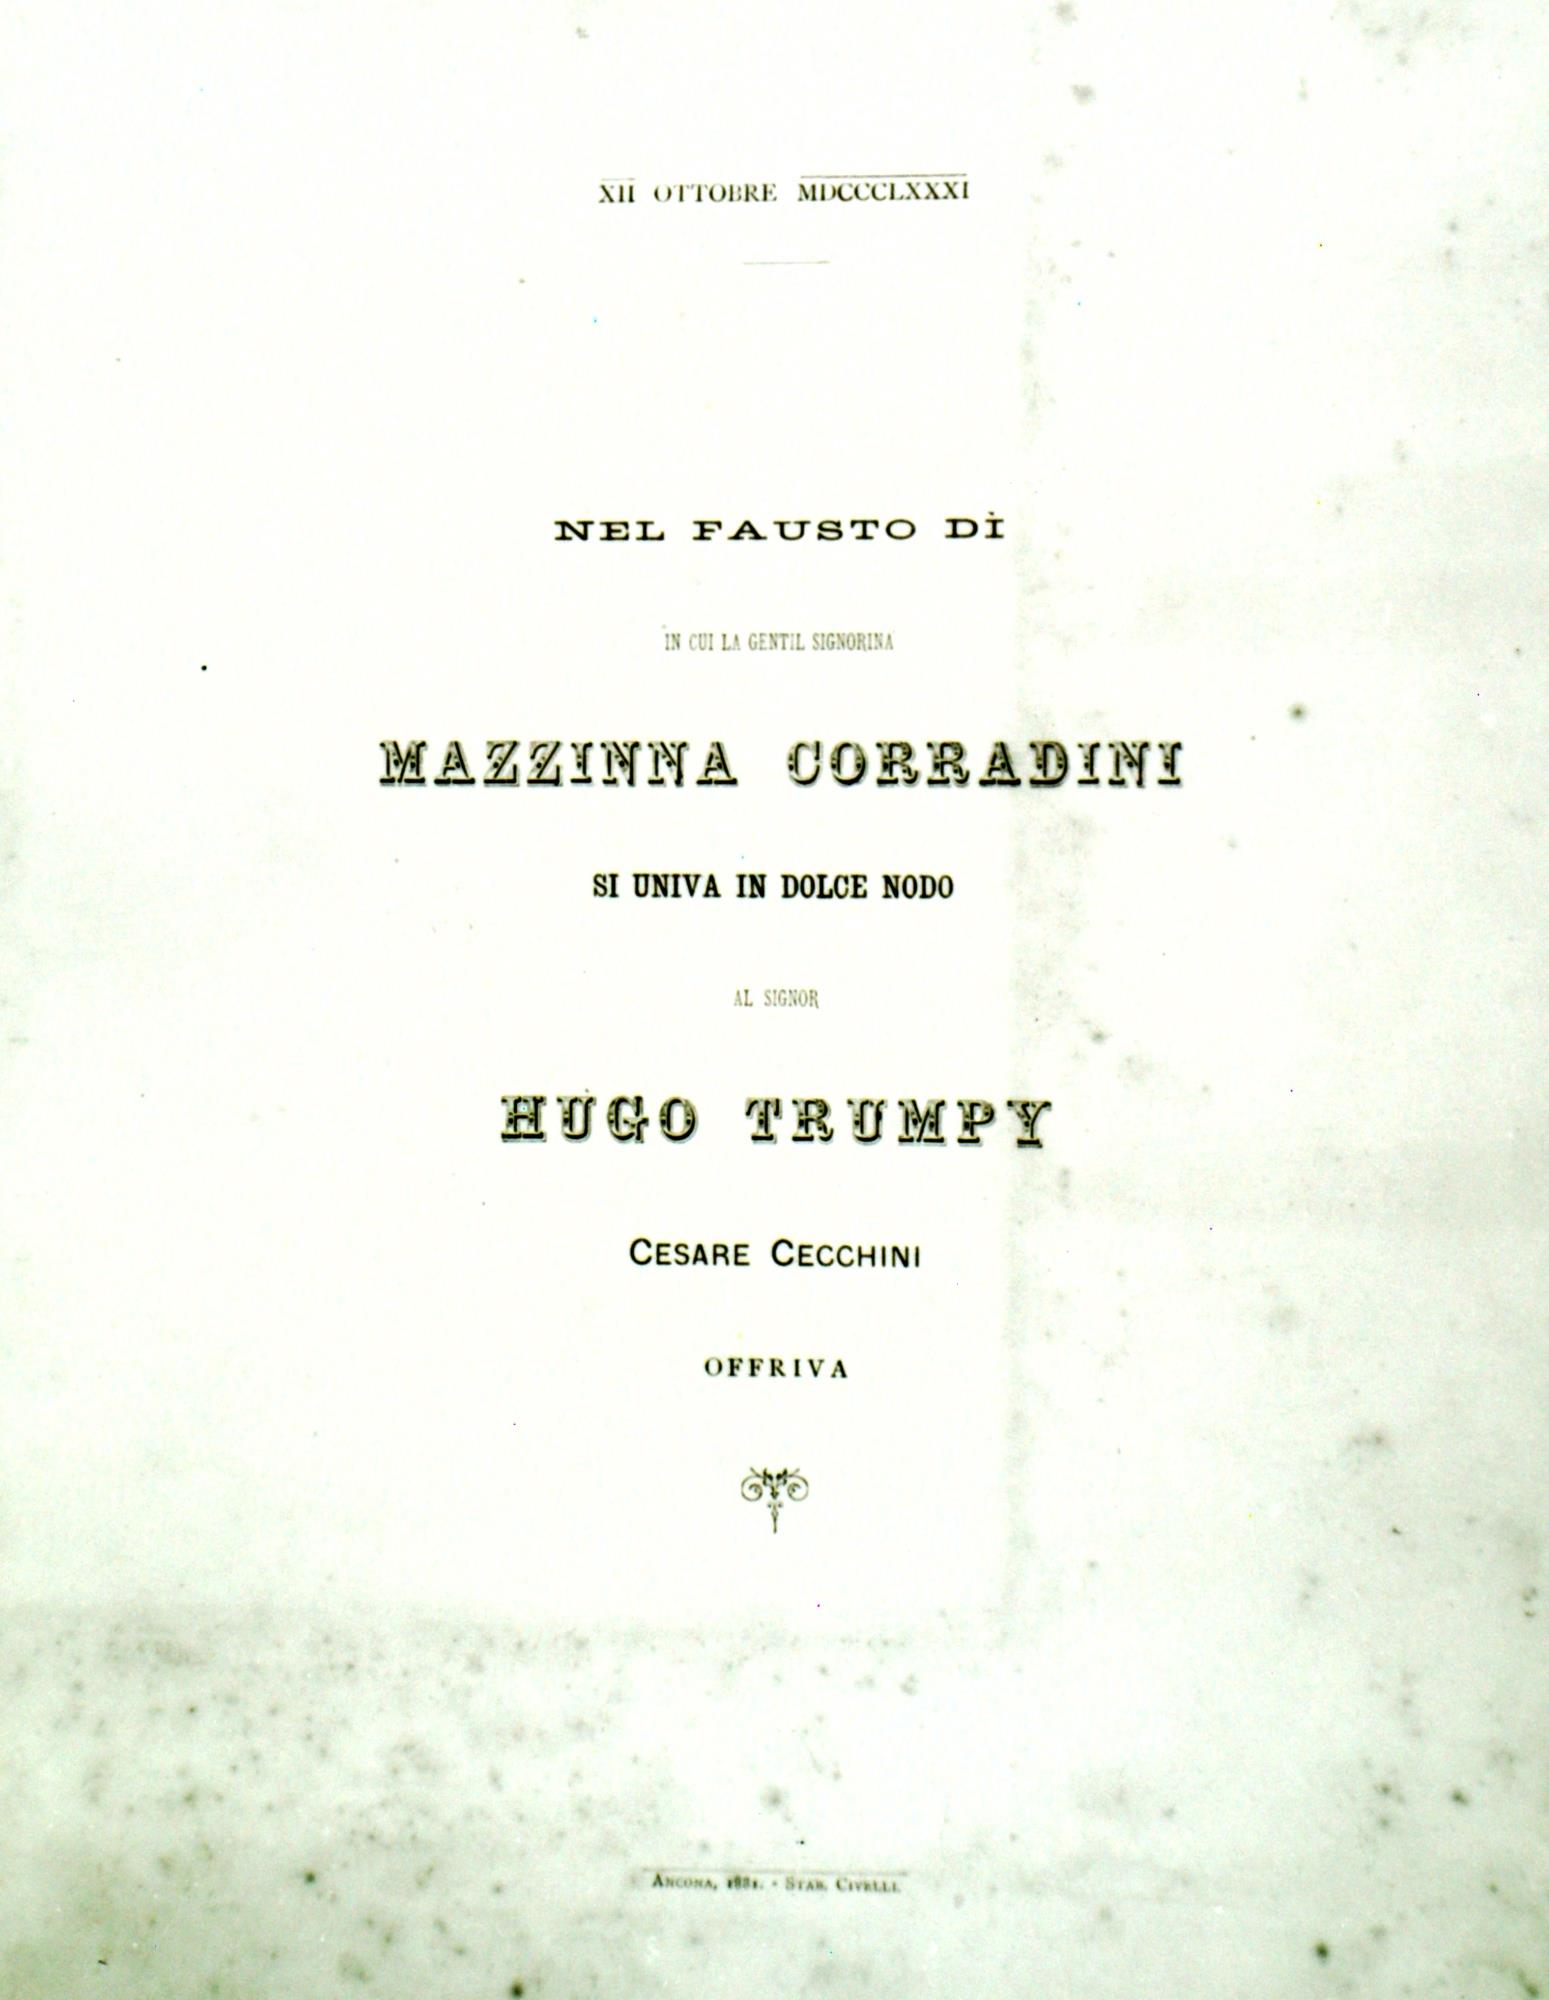 XII OTTOBRE MDCCCLXXXI
NEL FAUSTO DÌ
IN CUI LA GENTIL SIGNORINA
MAZZINNA CORRADINI
SI UNIVA IN DOLCE NODO
AL SIGNOR
HUGO TRUMPY
CESARE CECCHINI
OFFRIVA
ANCONA, 1881. - STAB. CIVELLI.